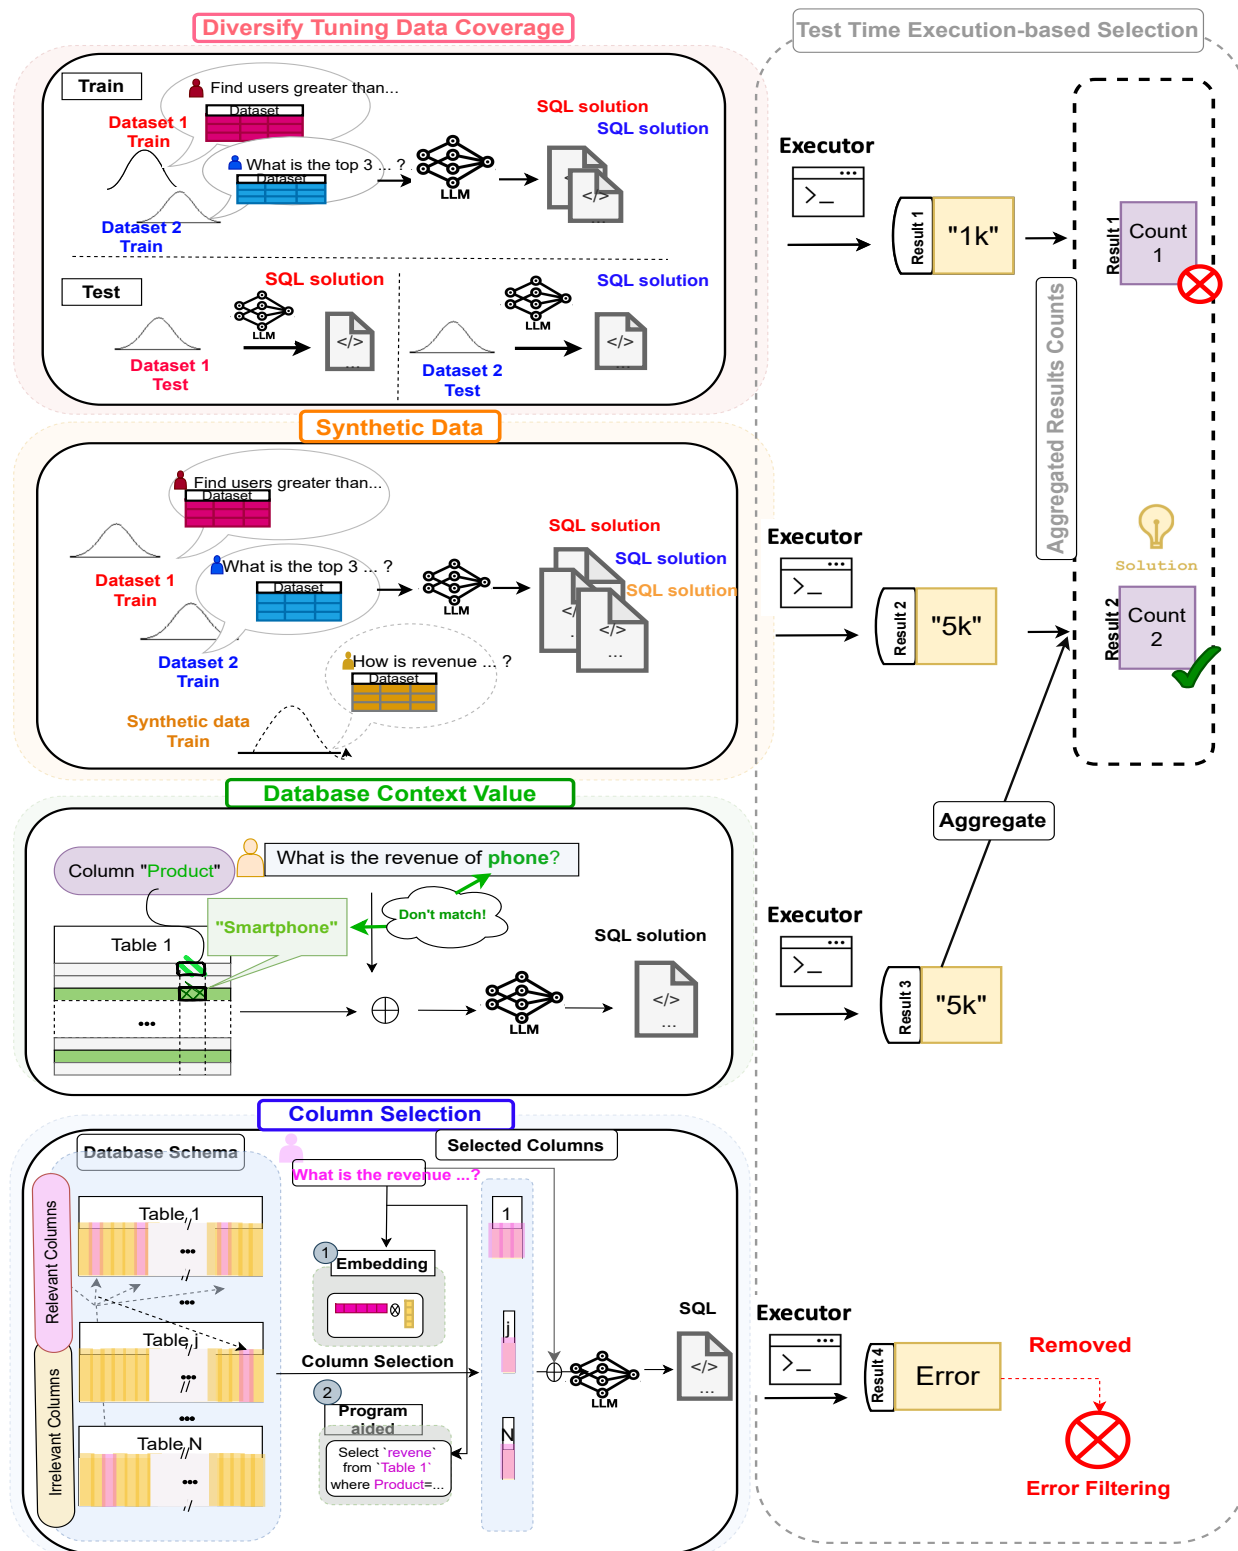 Diversify Tuning Data Coverage
Train
Find users greater than...
Dataset
Dataset 1
Train
What is the top 3 ... ?
Dataset
Dataset 2
Train
LLM
SQL solution
SQL solution
</>
</>
...
Test
Dataset 1
Test
LLM
SQL solution
</>
...
Dataset 2
Test
LLM
SQL solution
</>
...
Synthetic Data
Find users greater than...
Dataset
Dataset 1
Train
What is the top 3 ... ?
Dataset
Dataset 2
Train
How is revenue ... ?
Dataset
Synthetic data
Train
LLM
SQL solution
SQL solution
SQL solution
</>
...
</>
...
Database Context Value
Column "Product"
What is the revenue of phone?
Don't match!
"Smartphone"
Table 1
...
LLM
SQL solution
</>
...
Column Selection
Database Schema
Relevant Columns
Irrelevant Columns
Table 1
...
...
Table j
...
...
Table N
...
What is the revenue ...?
1
Embedding
Column Selection
2
Program
aided
Select `revene`
from `Table 1`
where Product=...
Selected Columns
1
j
N
LLM
SQL
</>
...
Test Time Execution-based Selection
Executor
>_
Result 1
"1k"
Result 1
Count
1
Aggregated Results Counts
Executor
>_
Result 2
"5k"
Solution
Result 2
Count
2
Aggregate
Executor
>_
Result 3
"5k"
Executor
>_
Result 4
Error
Removed
Error Filtering